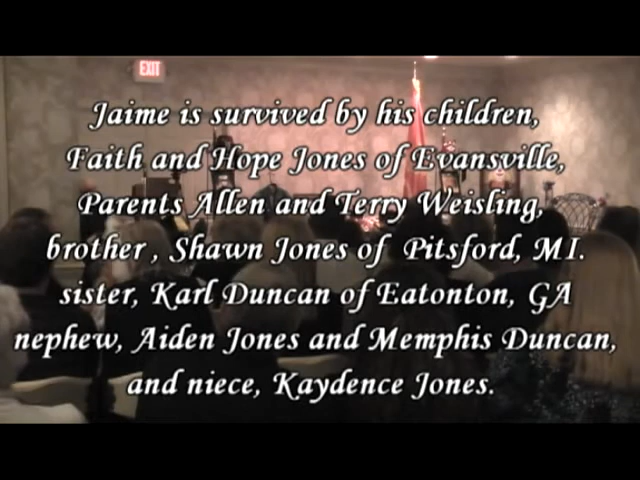 EXIT
Jaime is survived by his children,
Faith and Hope Jones of Evansville,
Parents Allen and Terry Weisling,
brother , Shawn Jones of Pitsford, MI.
sister, Karl Duncan of Eatonton, GA
nephew, Aiden Jones and Memphis Duncan,
and niece, Kaydence Jones.